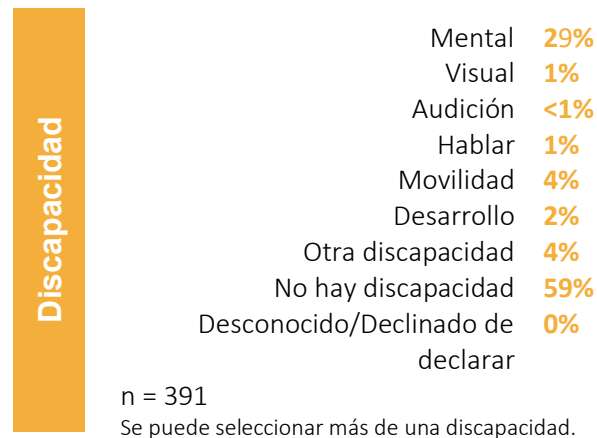 Discapacidad
Mental 29%
Visual 1%
Audición <1%
Hablar 1%
Movilidad 4%
Desarrollo 2%
Otra discapacidad 4%
No hay discapacidad 59%
Desconocido/Declinado de 0%
declarar
n = 391
Se puede seleccionar más de una discapacidad.